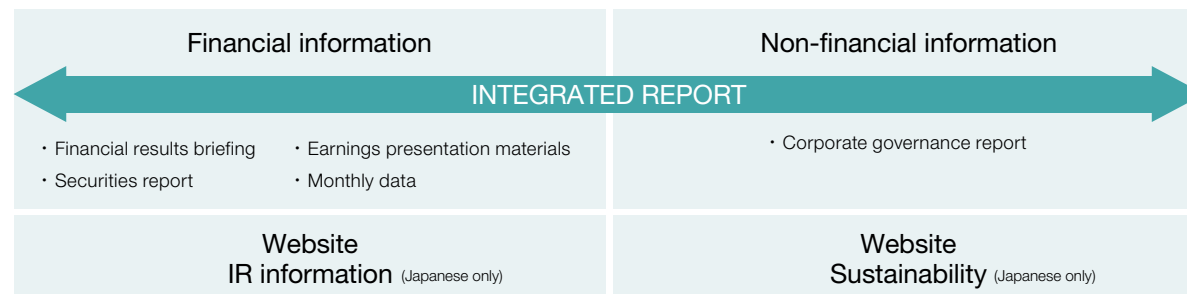 Financial information
Non-financial information
INTEGRATED REPORT
・Financial results briefing
・Earnings presentation materials
・Securities report
・Monthly data
・Corporate governance report
Website
IR information (Japanese only)
Website
Sustainability (Japanese only)